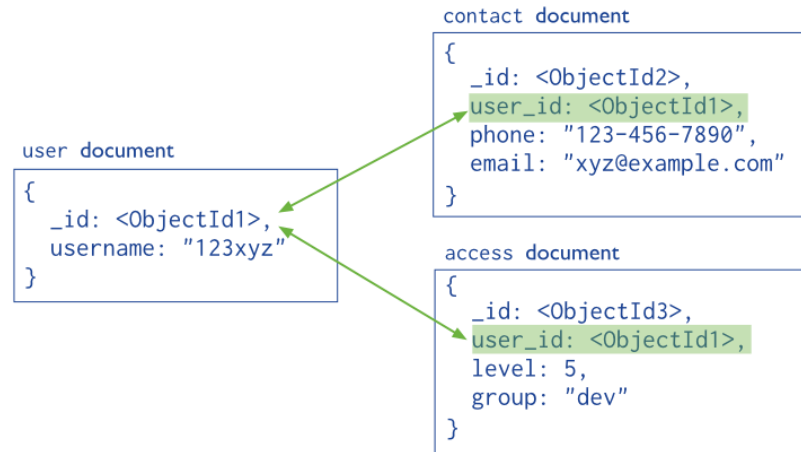 user document
{
_id: <ObjectId1>,
username: "123xyz"
}
contact document
{
_id: <ObjectId2>,
user_id: <ObjectId1>,
phone: "123-456-7890",
email: "xyz@example.com"
}
access document
{
_id: <ObjectId3>,
user_id: <ObjectId1>,
level: 5,
group: "dev"
}